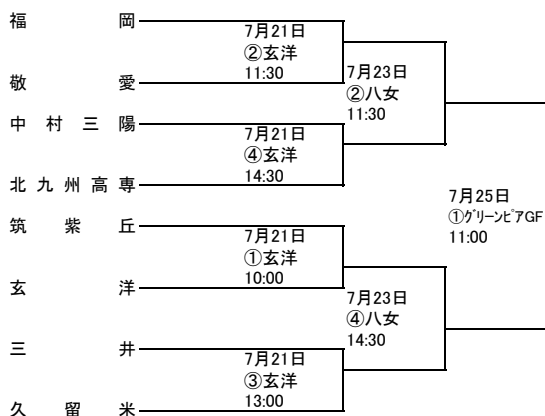 福岡
7月21日
②玄洋
11:30
敬愛
7月23日
②八女
11:30
中村三陽
7月21日
④玄洋
14:30
北九州高専
7月25日
①グリーンピアGF
11:00
筑紫丘
7月21日
①玄洋
10:00
玄洋
7月23日
④八女
14:30
三井
7月21日
③玄洋
13:00
久留米